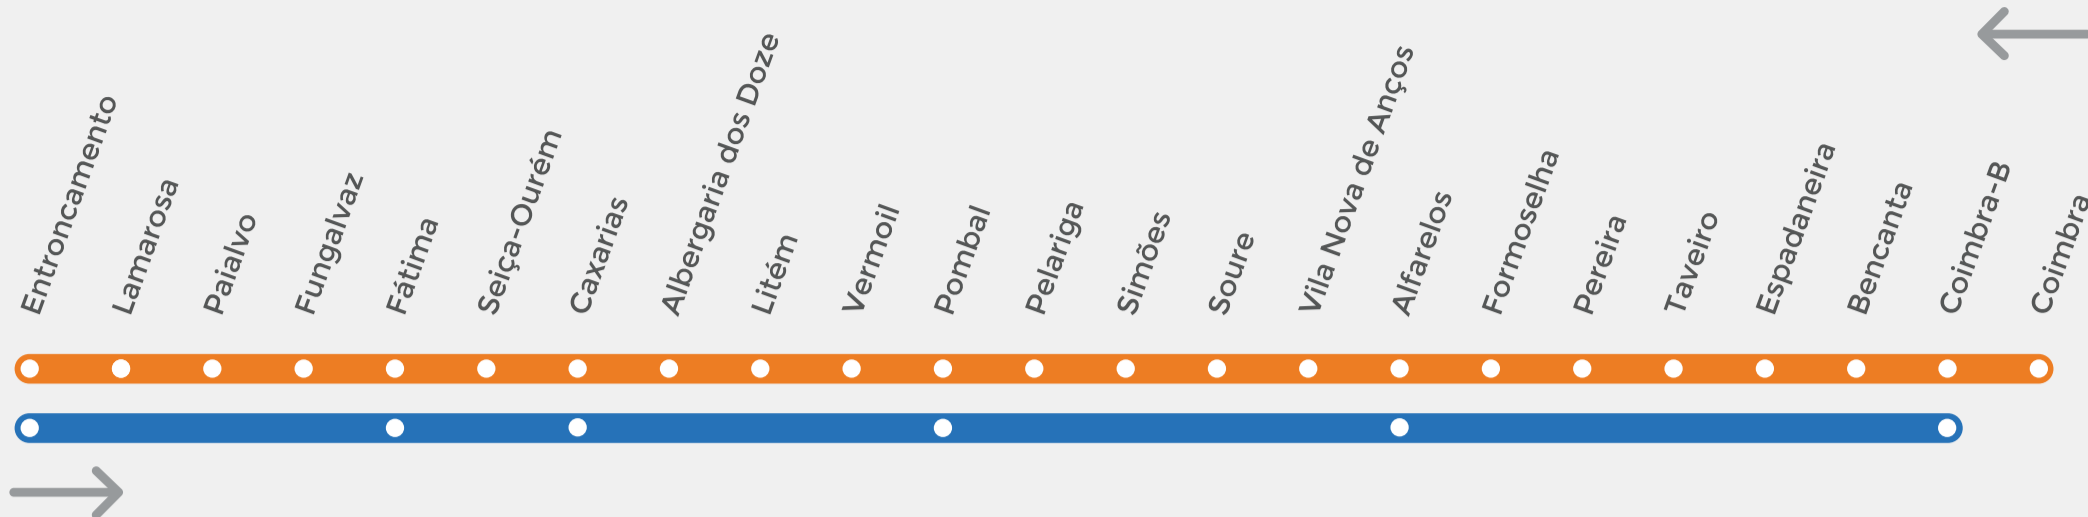 Entroncamento
Lamarosa
Paialvo
Fungalvaz
Fátima
Seiça-Ourém
Caxarias
Albergaria dos Doze
Litém
Vermoil
Pombal
Pelariga
Simões
Soure
Vila Nova de Anços
Alfarelos
Formoselha
Pereira
Taveiro
Espadaneira
Bencanta
Coimbra-B
Coimbra